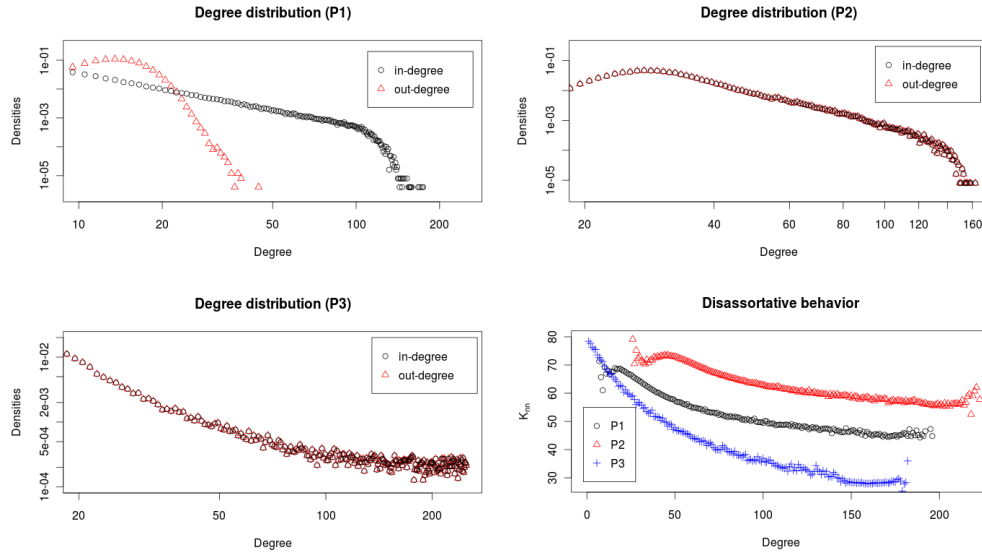 Degree distribution (P1)
Densities
1e-01
1e-03
1e-05
in-degree
out-degree
10
20
50
100
200
Degree
Degree distribution (P2)
Densities
1e-01
1e-03
1e-05
in-degree
out-degree
20
40
60
80
100
120
160
Degree
Degree distribution (P3)
Densities
1e-02
2e-03
5e-04
1e-04
in-degree
out-degree
20
50
100
200
Degree
Disassortative behavior
Knn
80
70
60
50
40
30
P1
P2
P3
0
50
100
150
200
Degree